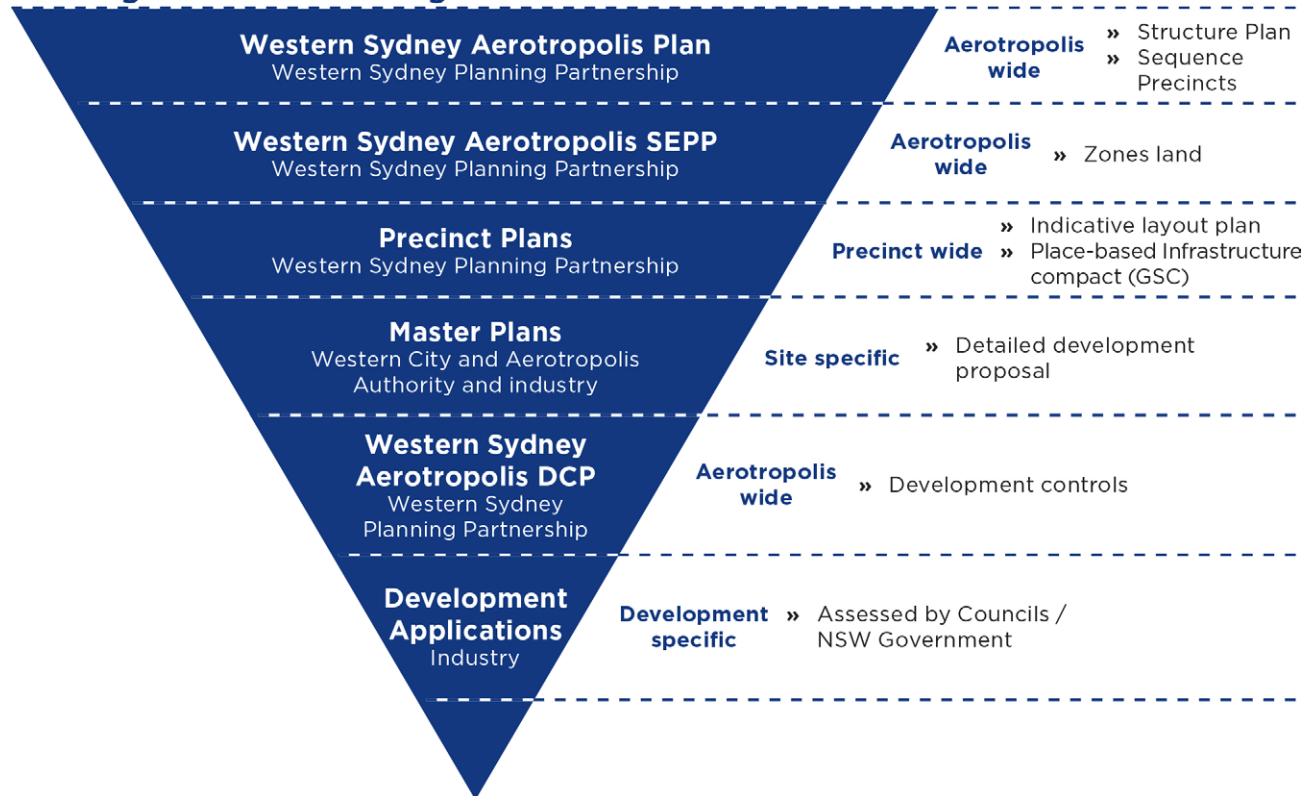 Western Sydney Aerotropolis Plan
Western Sydney Planning Partnership
Aerotropolis
wide
» Structure Plan
» Sequence
Precincts
Western Sydney Aerotropolis SEPP
Western Sydney Planning Partnership
Aerotropolis
wide
» Zones land
Precinct Plans
Western Sydney Planning Partnership
Precinct wide
» Indicative layout plan
» Place-based Infrastructure
compact (GSC)
Master Plans
Western City and Aerotropolis
Authority and industry
Site specific
» Detailed development
proposal
Western Sydney
Aerotropolis DCP
Western Sydney
Planning Partnership
Aerotropolis
wide
» Development controls
Development
Applications
Industry
Development
specific
» Assessed by Councils /
NSW Government